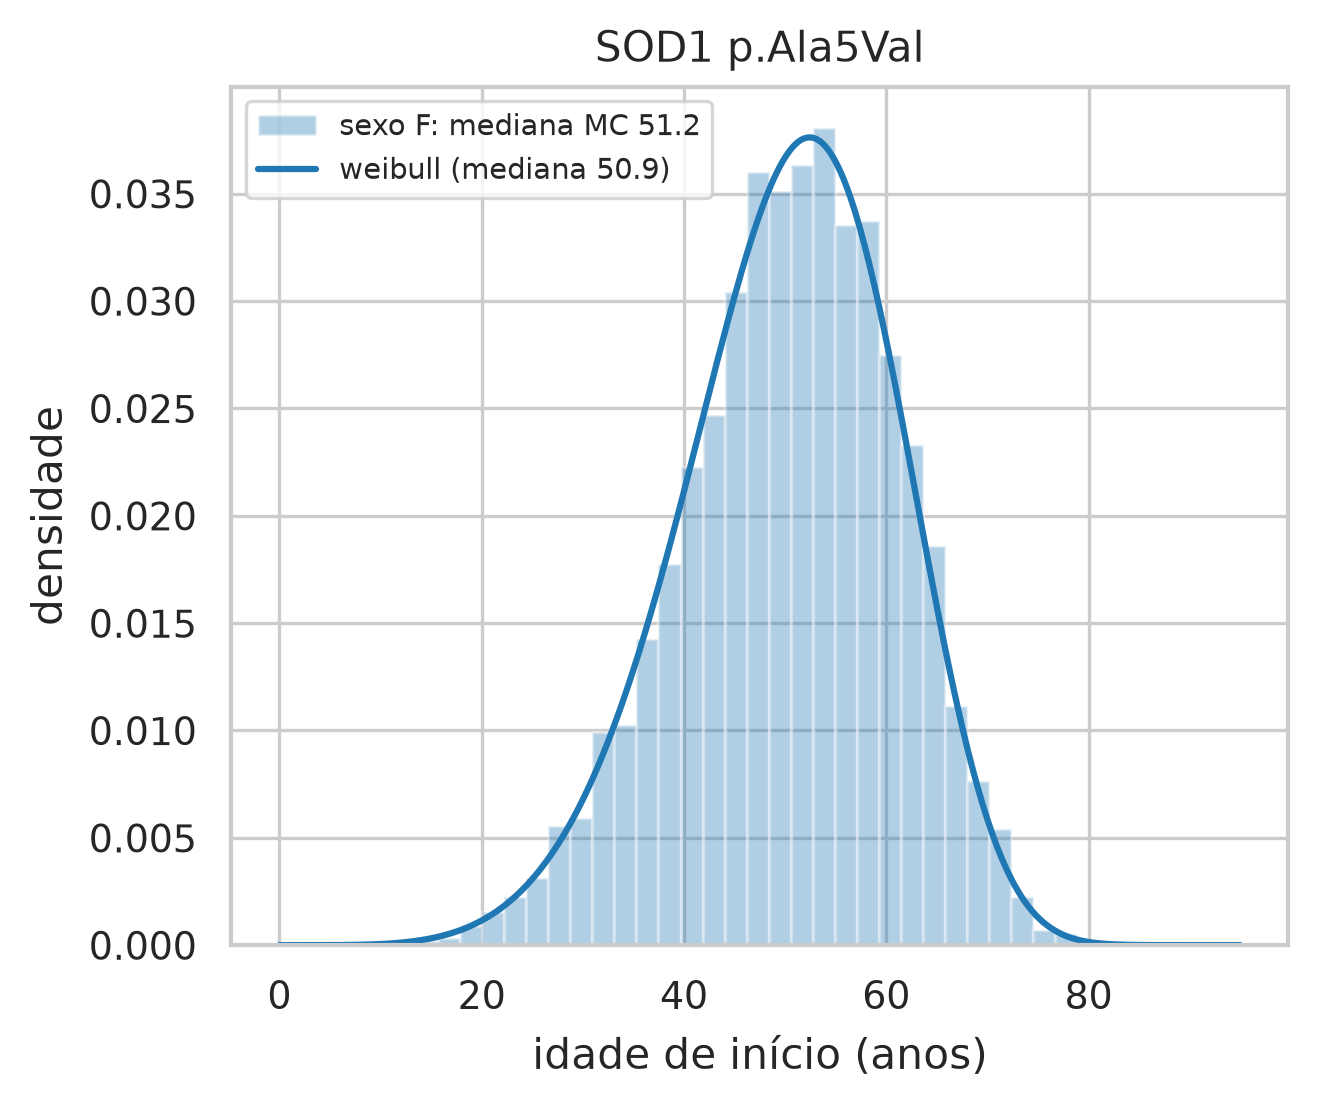 SOD1 p.Ala5Val
sexo F: mediana MC 51.2
weibull (mediana 50.9)
0.035
0.030
0.025
0.020
0.015
0.010
0.005
0.000
densidade
0 20 40 60 80
idade de início (anos)